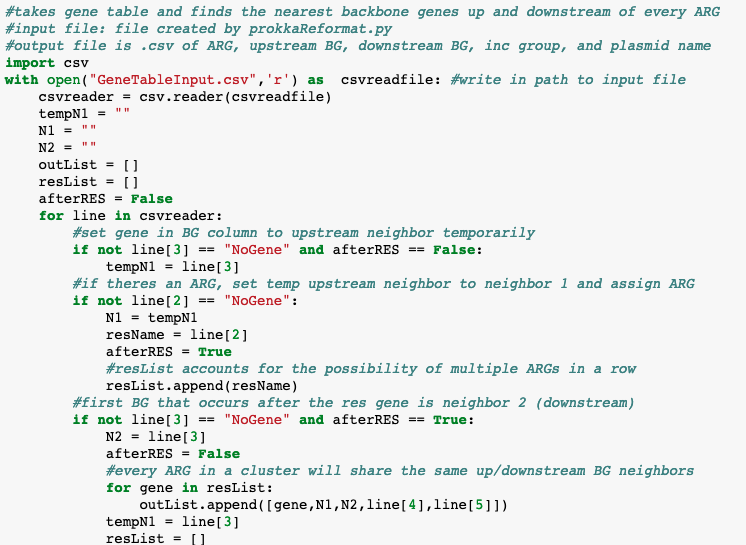 #takes gene table and finds the nearest backbone genes up and downstream of every ARG
#input file: file created by prokkaReformat.py
#output file is .csv of ARG, upstream BG, downstream BG, inc group, and plasmid name
import csv
with open("GeneTableInput.csv",'r') as  csvreadfile: #write in path to input file
    csvreader = csv.reader(csvreadfile)
    tempN1 = ""
    N1 = ""
    N2 = ""
    outList = []
    resList = []
    afterRES = False
    for line in csvreader:
        #set gene in BG column to upstream neighbor temporarily
        if not line[3] == "NoGene" and afterRES == False:
            tempN1 = line[3]
        #if theres an ARG, set temp upstream neighbor to neighbor 1 and assign ARG
        if not line[2] == "NoGene":
            N1 = tempN1
            resName = line[2]
            afterRES = True
            #resList accounts for the possibility of multiple ARGs in a row
            resList.append(resName)
        #first BG that occurs after the res gene is neighbor 2 (downstream)
        if not line[3] == "NoGene" and afterRES == True:
            N2 = line[3]
            afterRES = False
            #every ARG in a cluster will share the same up/downstream BG neighbors
            for gene in resList:
                outList.append([gene,N1,N2,line[4],line[5]])
            tempN1 = line[3]
            resList = []